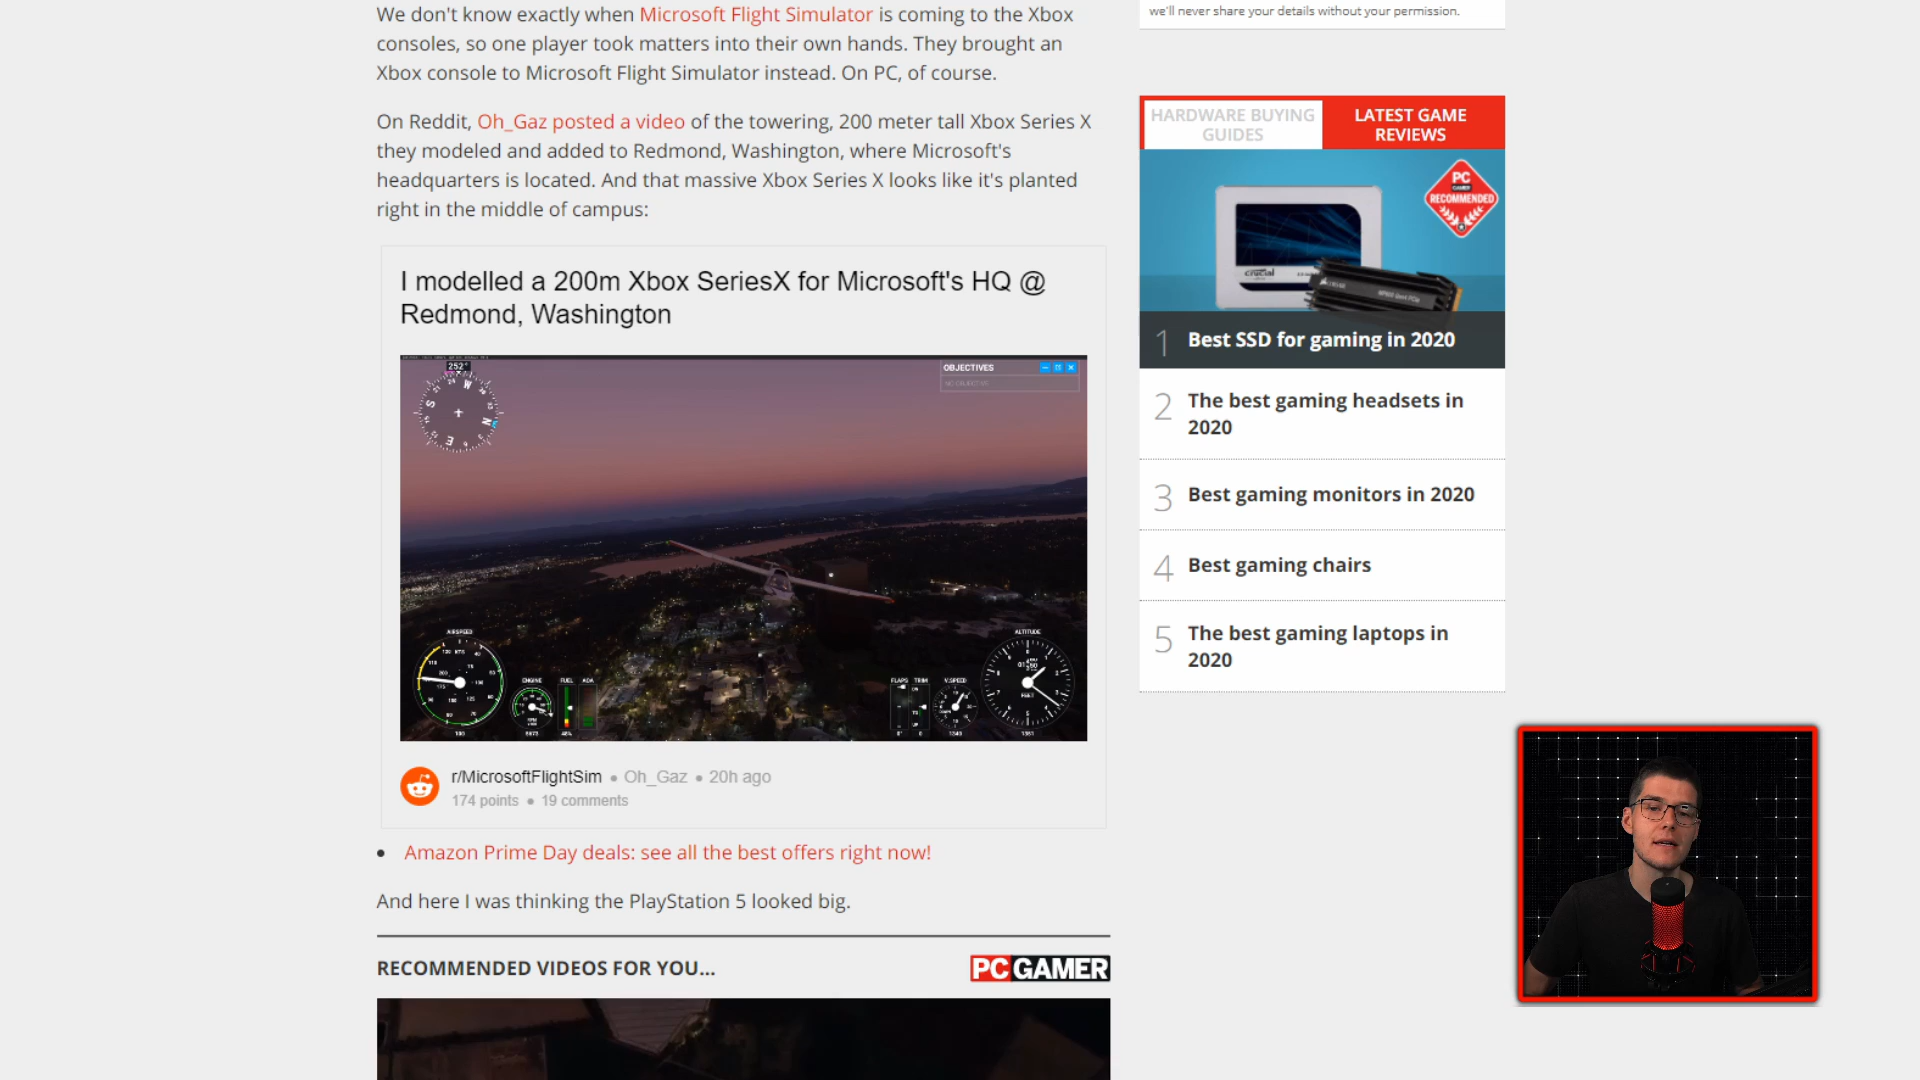 We don't know exactly when Microsoft Flight Simulator is coming to the Xbox
consoles, so one player took matters into their own hands. They brought an
Xbox console to Microsoft Flight Simulator instead. On PC, of course.
On Reddit, Oh_Gaz posted a video of the towering, 200 meter tall Xbox Series X
they modeled and added to Redmond, Washington, where Microsoft's
headquarters is located. And that massive Xbox Series X looks like it's planted
right in the middle of campus:
I modelled a 200m Xbox SeriesX for Microsoft's HQ @
Redmond, Washington
252°
OBJECTIVES
AIRSPEED
ENGINE
FUEL
AOA
FLAPS
TRIM
V.SPEED
ALTITUDE
FEET
r/MicrosoftFlightSim • Oh_Gaz • 20h ago
174 points • 19 comments
• Amazon Prime Day deals: see all the best offers right now!
And here I was thinking the PlayStation 5 looked big.
RECOMMENDED VIDEOS FOR YOU...
PC GAMER
we'll never share your details without your permission.
HARDWARE BUYING
GUIDES
LATEST GAME
REVIEWS
PC
GAMER
RECOMMENDED
crucial
1 Best SSD for gaming in 2020
2 The best gaming headsets in
2020
3 Best gaming monitors in 2020
4 Best gaming chairs
5 The best gaming laptops in
2020